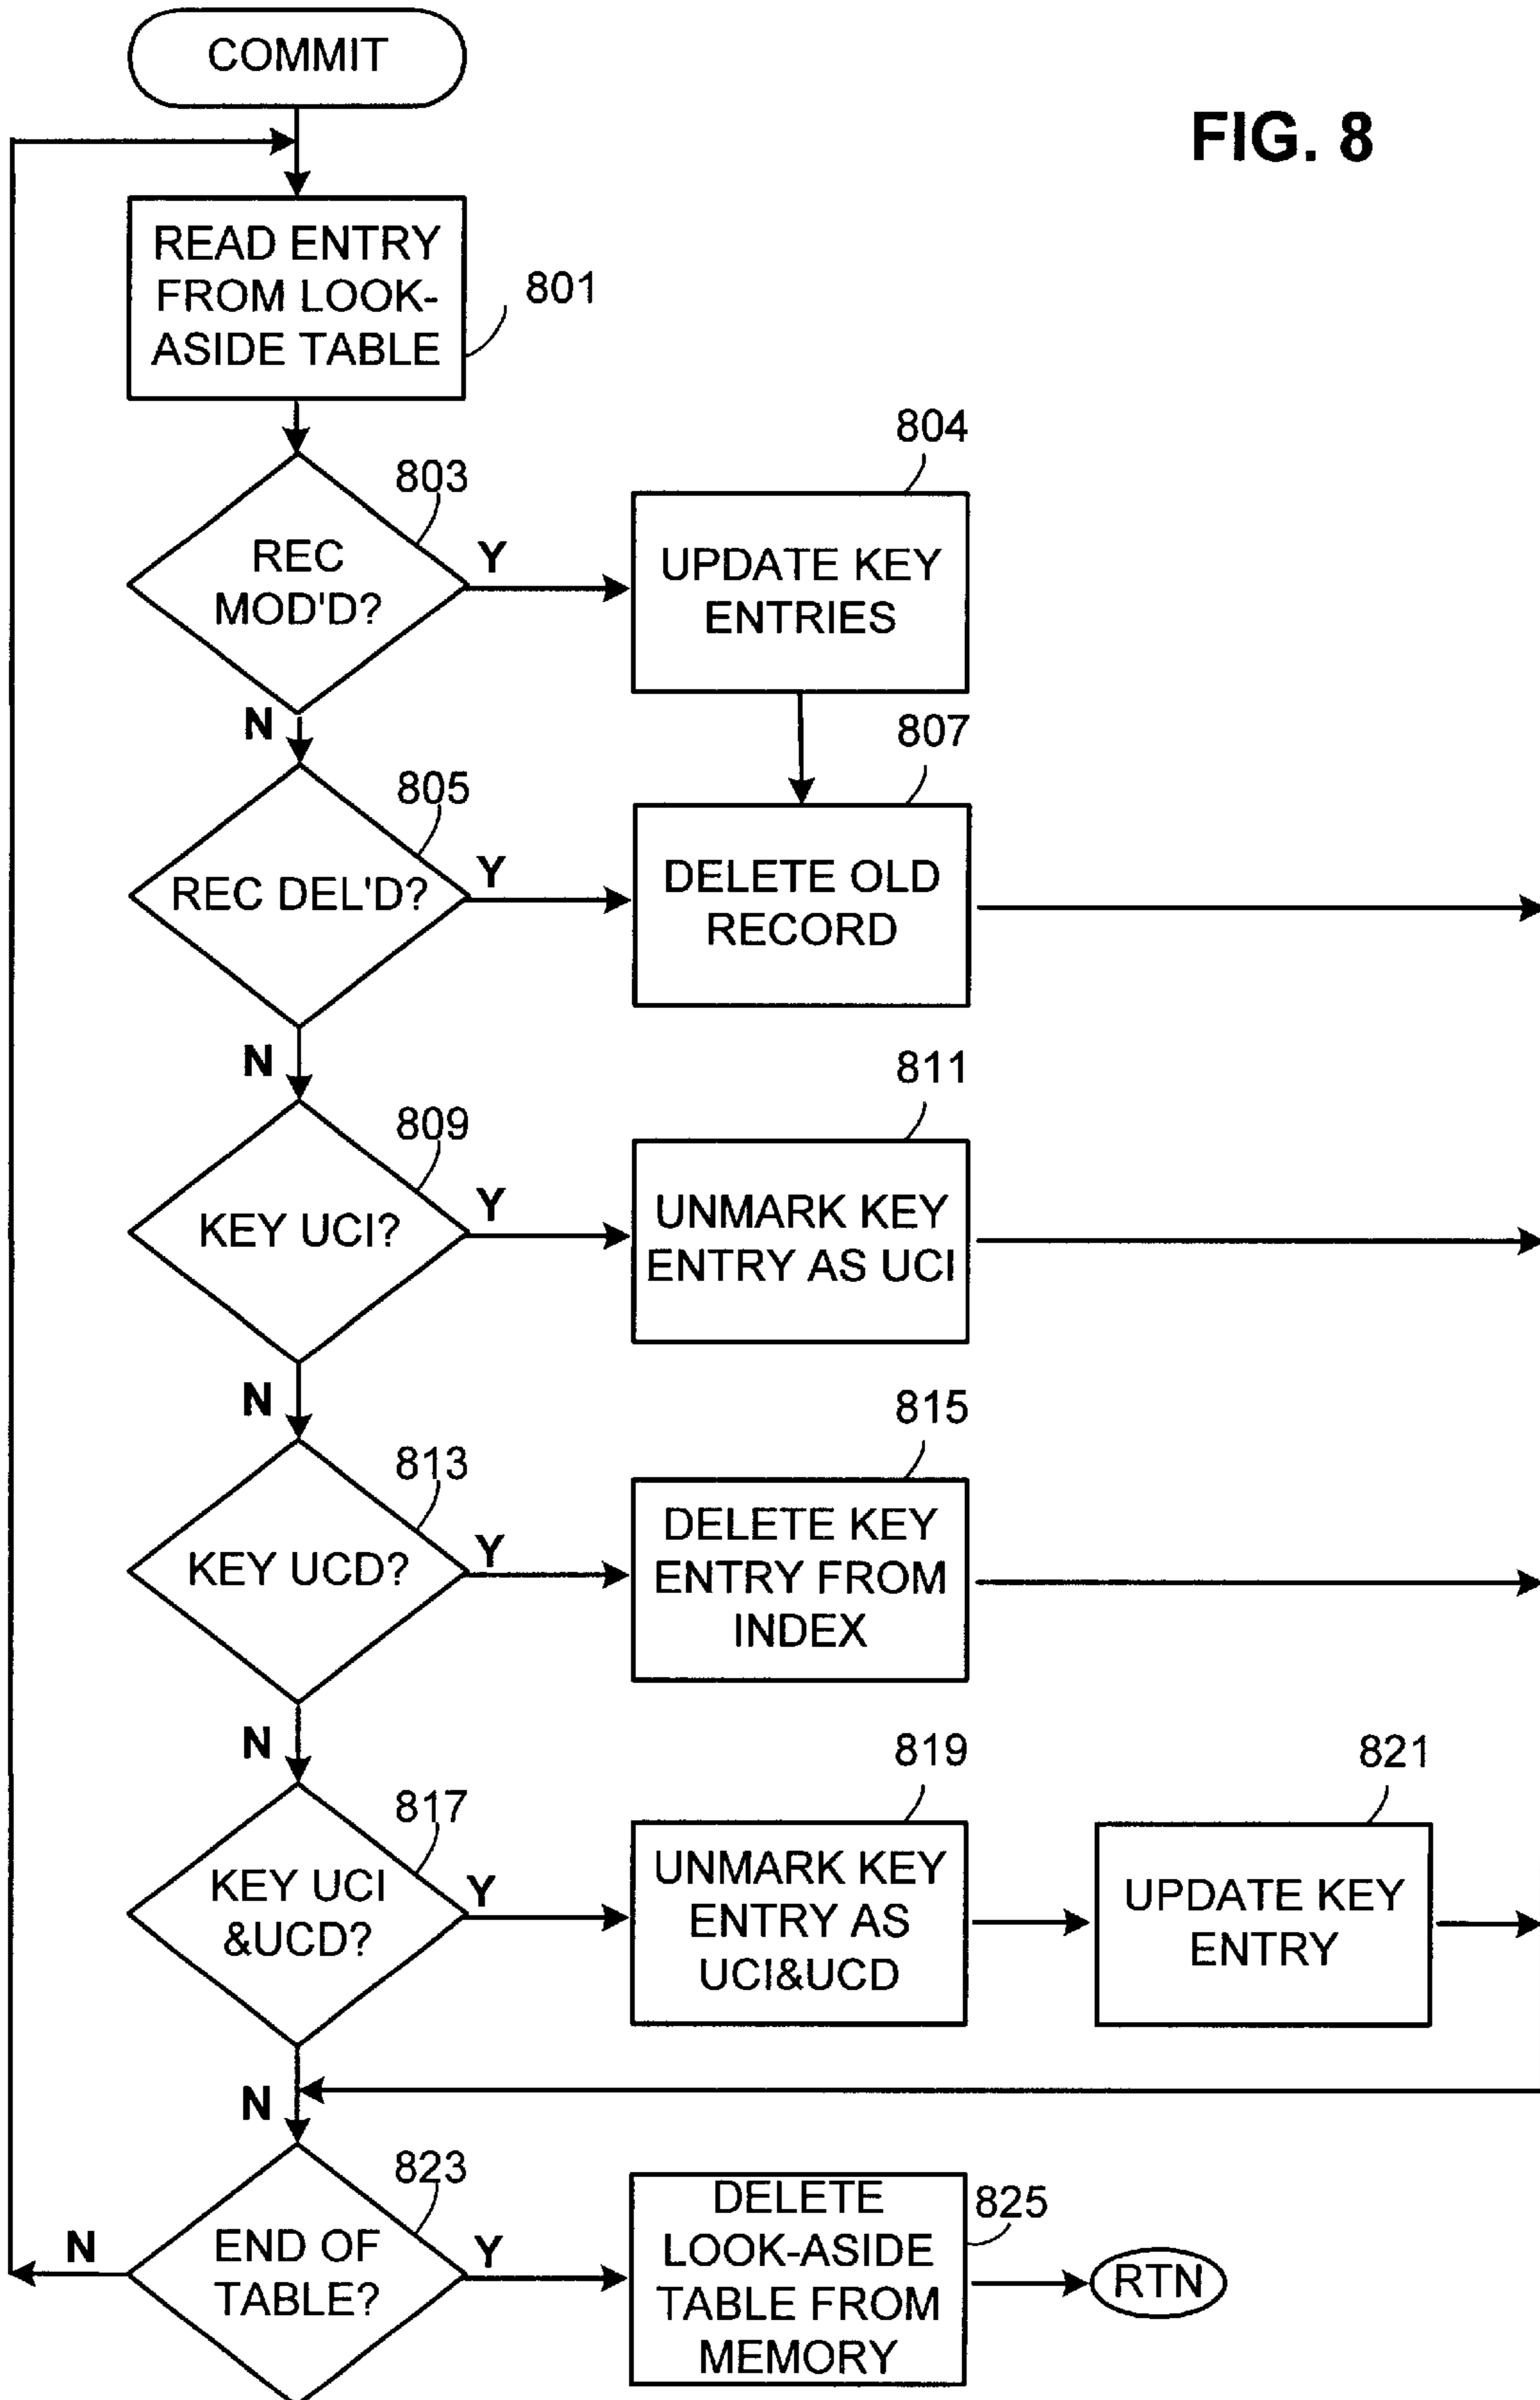 COMMIT
FIG. 8
READ ENTRY
FROM LOOK-
ASIDE TABLE
801
803
REC
MOD'D?
Y
N
804
UPDATE KEY
ENTRIES
805
REC DEL'D?
Y
N
807
DELETE OLD
RECORD
809
KEY UCI?
Y
N
811
UNMARK KEY
ENTRY AS UCI
813
KEY UCD?
Y
N
815
DELETE KEY
ENTRY FROM
INDEX
817
KEY UCI
&UCD?
Y
N
819
UNMARK KEY
ENTRY AS
UCI&UCD
821
UPDATE KEY
ENTRY
823
END OF
TABLE?
N
Y
825
DELETE
LOOK-ASIDE
TABLE FROM
MEMORY
RTN